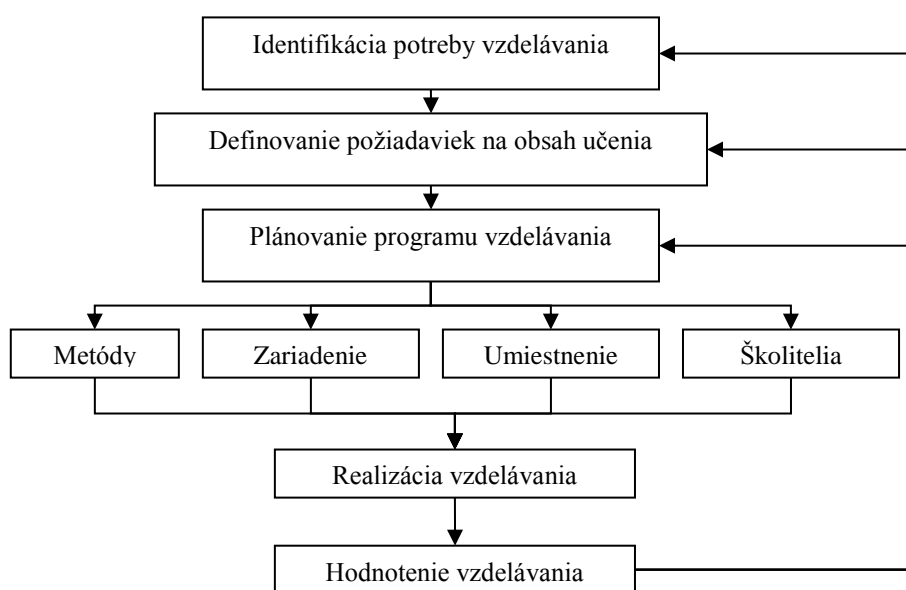 Identifikácia potreby vzdelávania
Definovanie požiadaviek na obsah učenia
Plánovanie programu vzdelávania
Metódy
Zariadenie
Umiestnenie
Školitelia
Realizácia vzdelávania
Hodnotenie vzdelávania